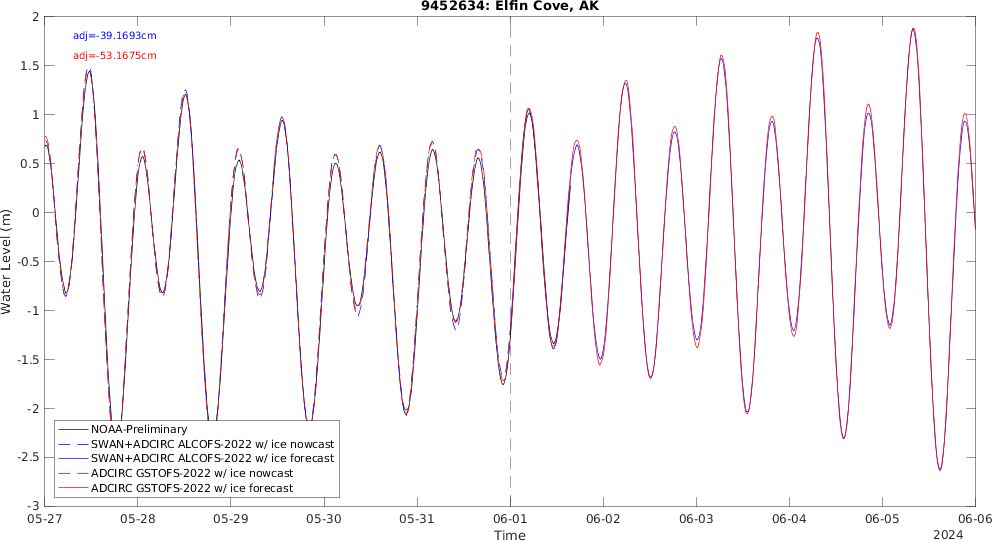 9452634: Elfin Cove, AK
adj=-39.1693cm
adj=-53.1675cm
Water Level (m)
2
1.5
1
0.5
0
-0.5
-1
-1.5
-2
-2.5
-3
NOAA-Preliminary
SWAN+ADCIRC ALCOFS-2022 w/ ice nowcast
SWAN+ADCIRC ALCOFS-2022 w/ ice forecast
ADCIRC GSTOFS-2022 w/ ice nowcast
ADCIRC GSTOFS-2022 w/ ice forecast
05-27 05-28 05-29 05-30 05-31 06-01 06-02 06-03 06-04 06-05 06-06
Time
2024